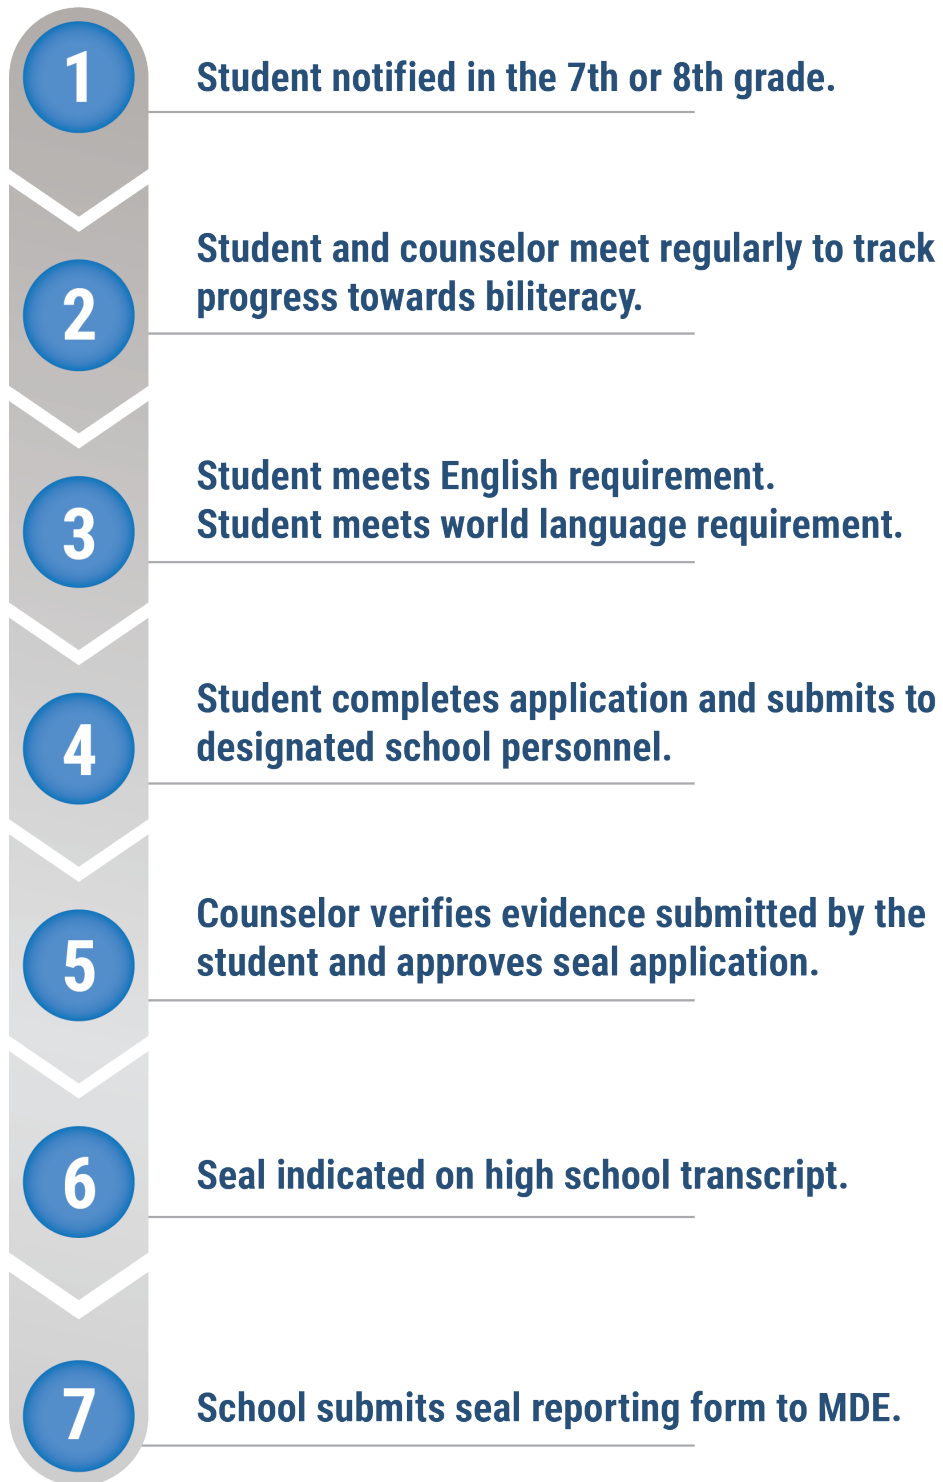 1
Student notified in the 7th or 8th grade.
2
Student and counselor meet regularly to track
progress towards biliteracy.
3
Student meets English requirement.
Student meets world language requirement.
4
Student completes application and submits to
designated school personnel.
5
Counselor verifies evidence submitted by the
student and approves seal application.
6
Seal indicated on high school transcript.
7
School submits seal reporting form to MDE.